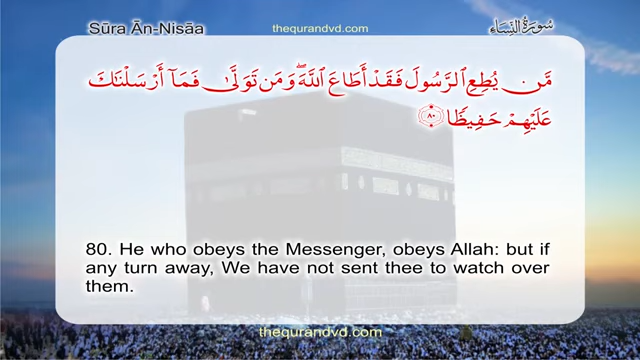 Sūra Ān-Nisāa
thequrandvd.com
سُورَةُ النِّسَاءِ
مَّن يُطِعِ ٱلرَّسُولَ فَقَدْ أَطَاعَ ٱللَّهَ ۖ وَمَن تَوَلَّىٰ فَمَآ أَرْسَلْنَٰكَ
عَلَيْهِمْ حَفِيظًا ٨٠
80. He who obeys the Messenger, obeys Allah: but if
any turn away, We have not sent thee to watch over
them.
thequrandvd.com